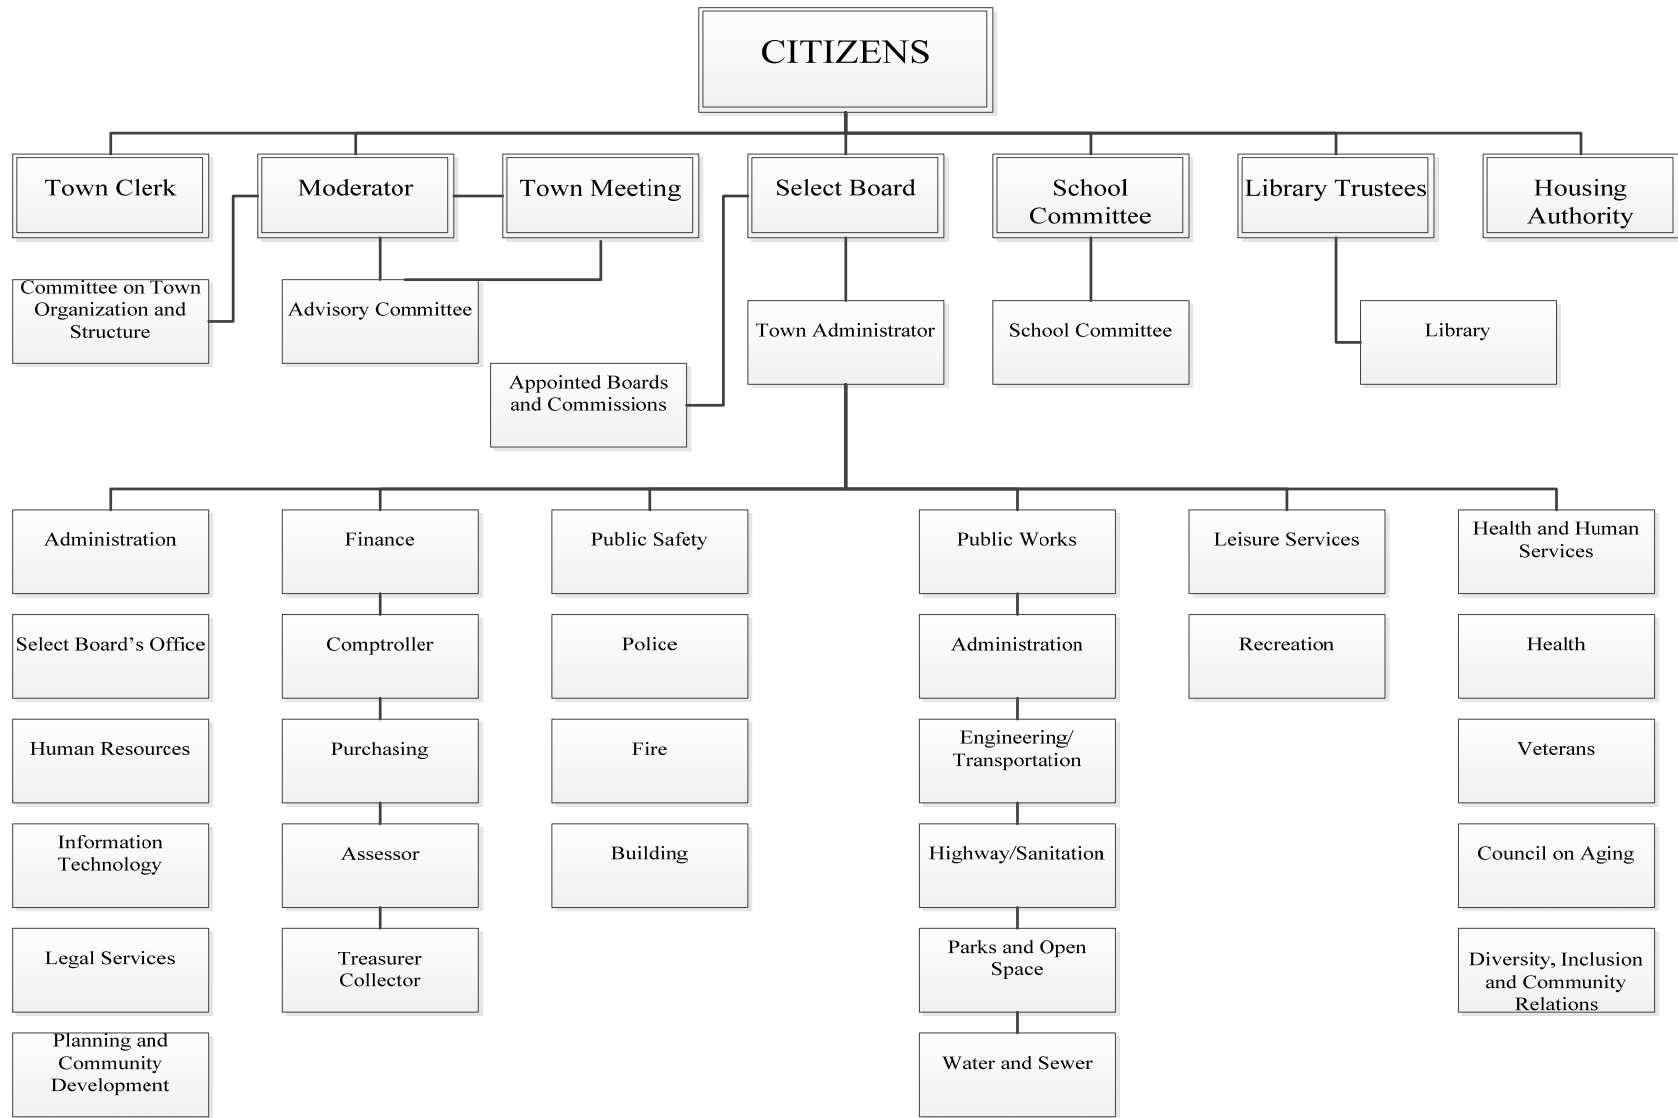 CITIZENS
Town Clerk
Moderator
Town Meeting
Select Board
School
Committee
Library Trustees
Housing
Authority
Committee on Town
Organization and
Structure
Advisory Committee
Appointed Boards
and Commissions
Town Administrator
School Committee
Library
Administration
Select Board’s Office
Human Resources
Information
Technology
Legal Services
Planning and
Community
Development
Finance
Comptroller
Purchasing
Assessor
Treasurer
Collector
Public Safety
Police
Fire
Building
Public Works
Administration
Engineering/
Transportation
Highway/Sanitation
Parks and Open
Space
Water and Sewer
Leisure Services
Recreation
Health and Human
Services
Health
Veterans
Council on Aging
Diversity, Inclusion
and Community
Relations